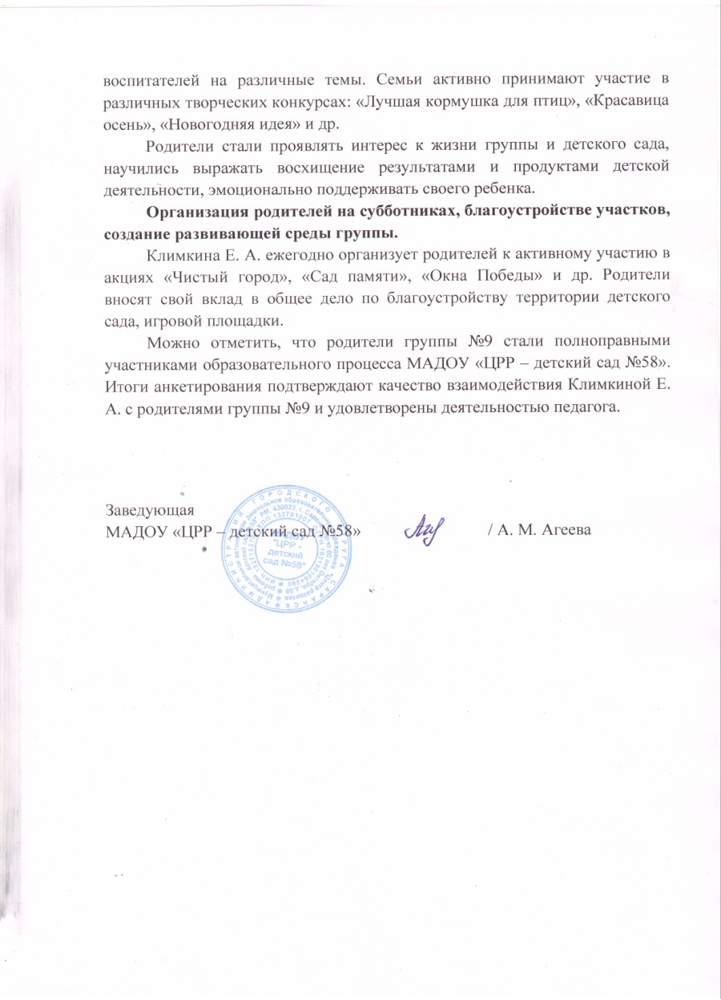 воспитателей на различные темы. Семьи активно принимают участие в
различных творческих конкурсах: «Лучшая кормушка для птиц», «Красавица
осень», «Новогодняя идея» и др.
Родители стали проявлять интерес к жизни группы и детского сада,
научились выражать восхищение результатами и продуктами детской
деятельности, эмоционально поддерживать своего ребенка.
Организация родителей на субботниках, благоустройстве участков,
создание развивающей среды группы.
Климкина Е. А. ежегодно организует родителей к активному участию в
акциях «Чистый город», «Сад памяти», «Окна Победы» и др. Родители
вносят свой вклад в общее дело по благоустройству территории детского
сада, игровой площадки.
Можно отметить, что родители группы №9 стали полноправными
участниками образовательного процесса МАДОУ «ЦРР – детский сад №58».
Итоги анкетирования подтверждают качество взаимодействия Климкиной Е.
А. с родителями группы №9 и удовлетворены деятельностью педагога.
Заведующая
МАДОУ «ЦРР – детский сад №58» / А. М. Агеева
МАДОУ
"ЦРР -
детский
сад №58"